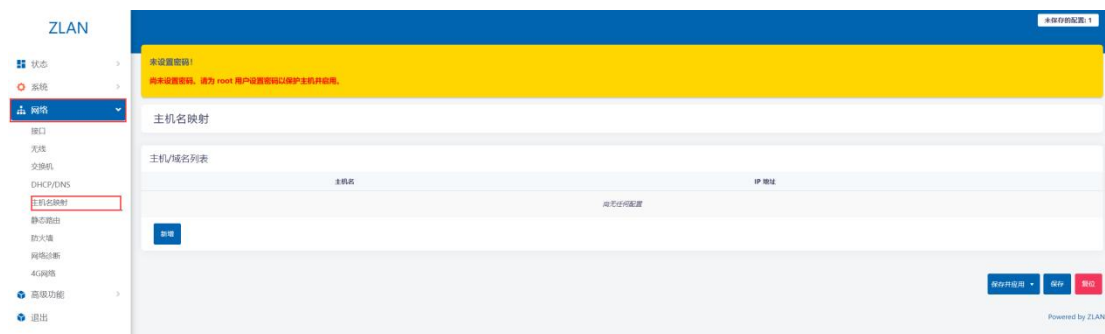 ZLAN
未保存的配置: 1
状态
系统
网络
接口
无线
交换机
DHCP/DNS
主机名映射
静态路由
防火墙
网络诊断
4G网络
高级功能
退出
未设置密码！
尚未设置密码。请为 root 用户设置密码以保护主机并启用。
主机名映射
主机/域名列表
主机名 IP 地址
尚无任何配置
新增
保存并应用 保存 复位
Powered by ZLAN